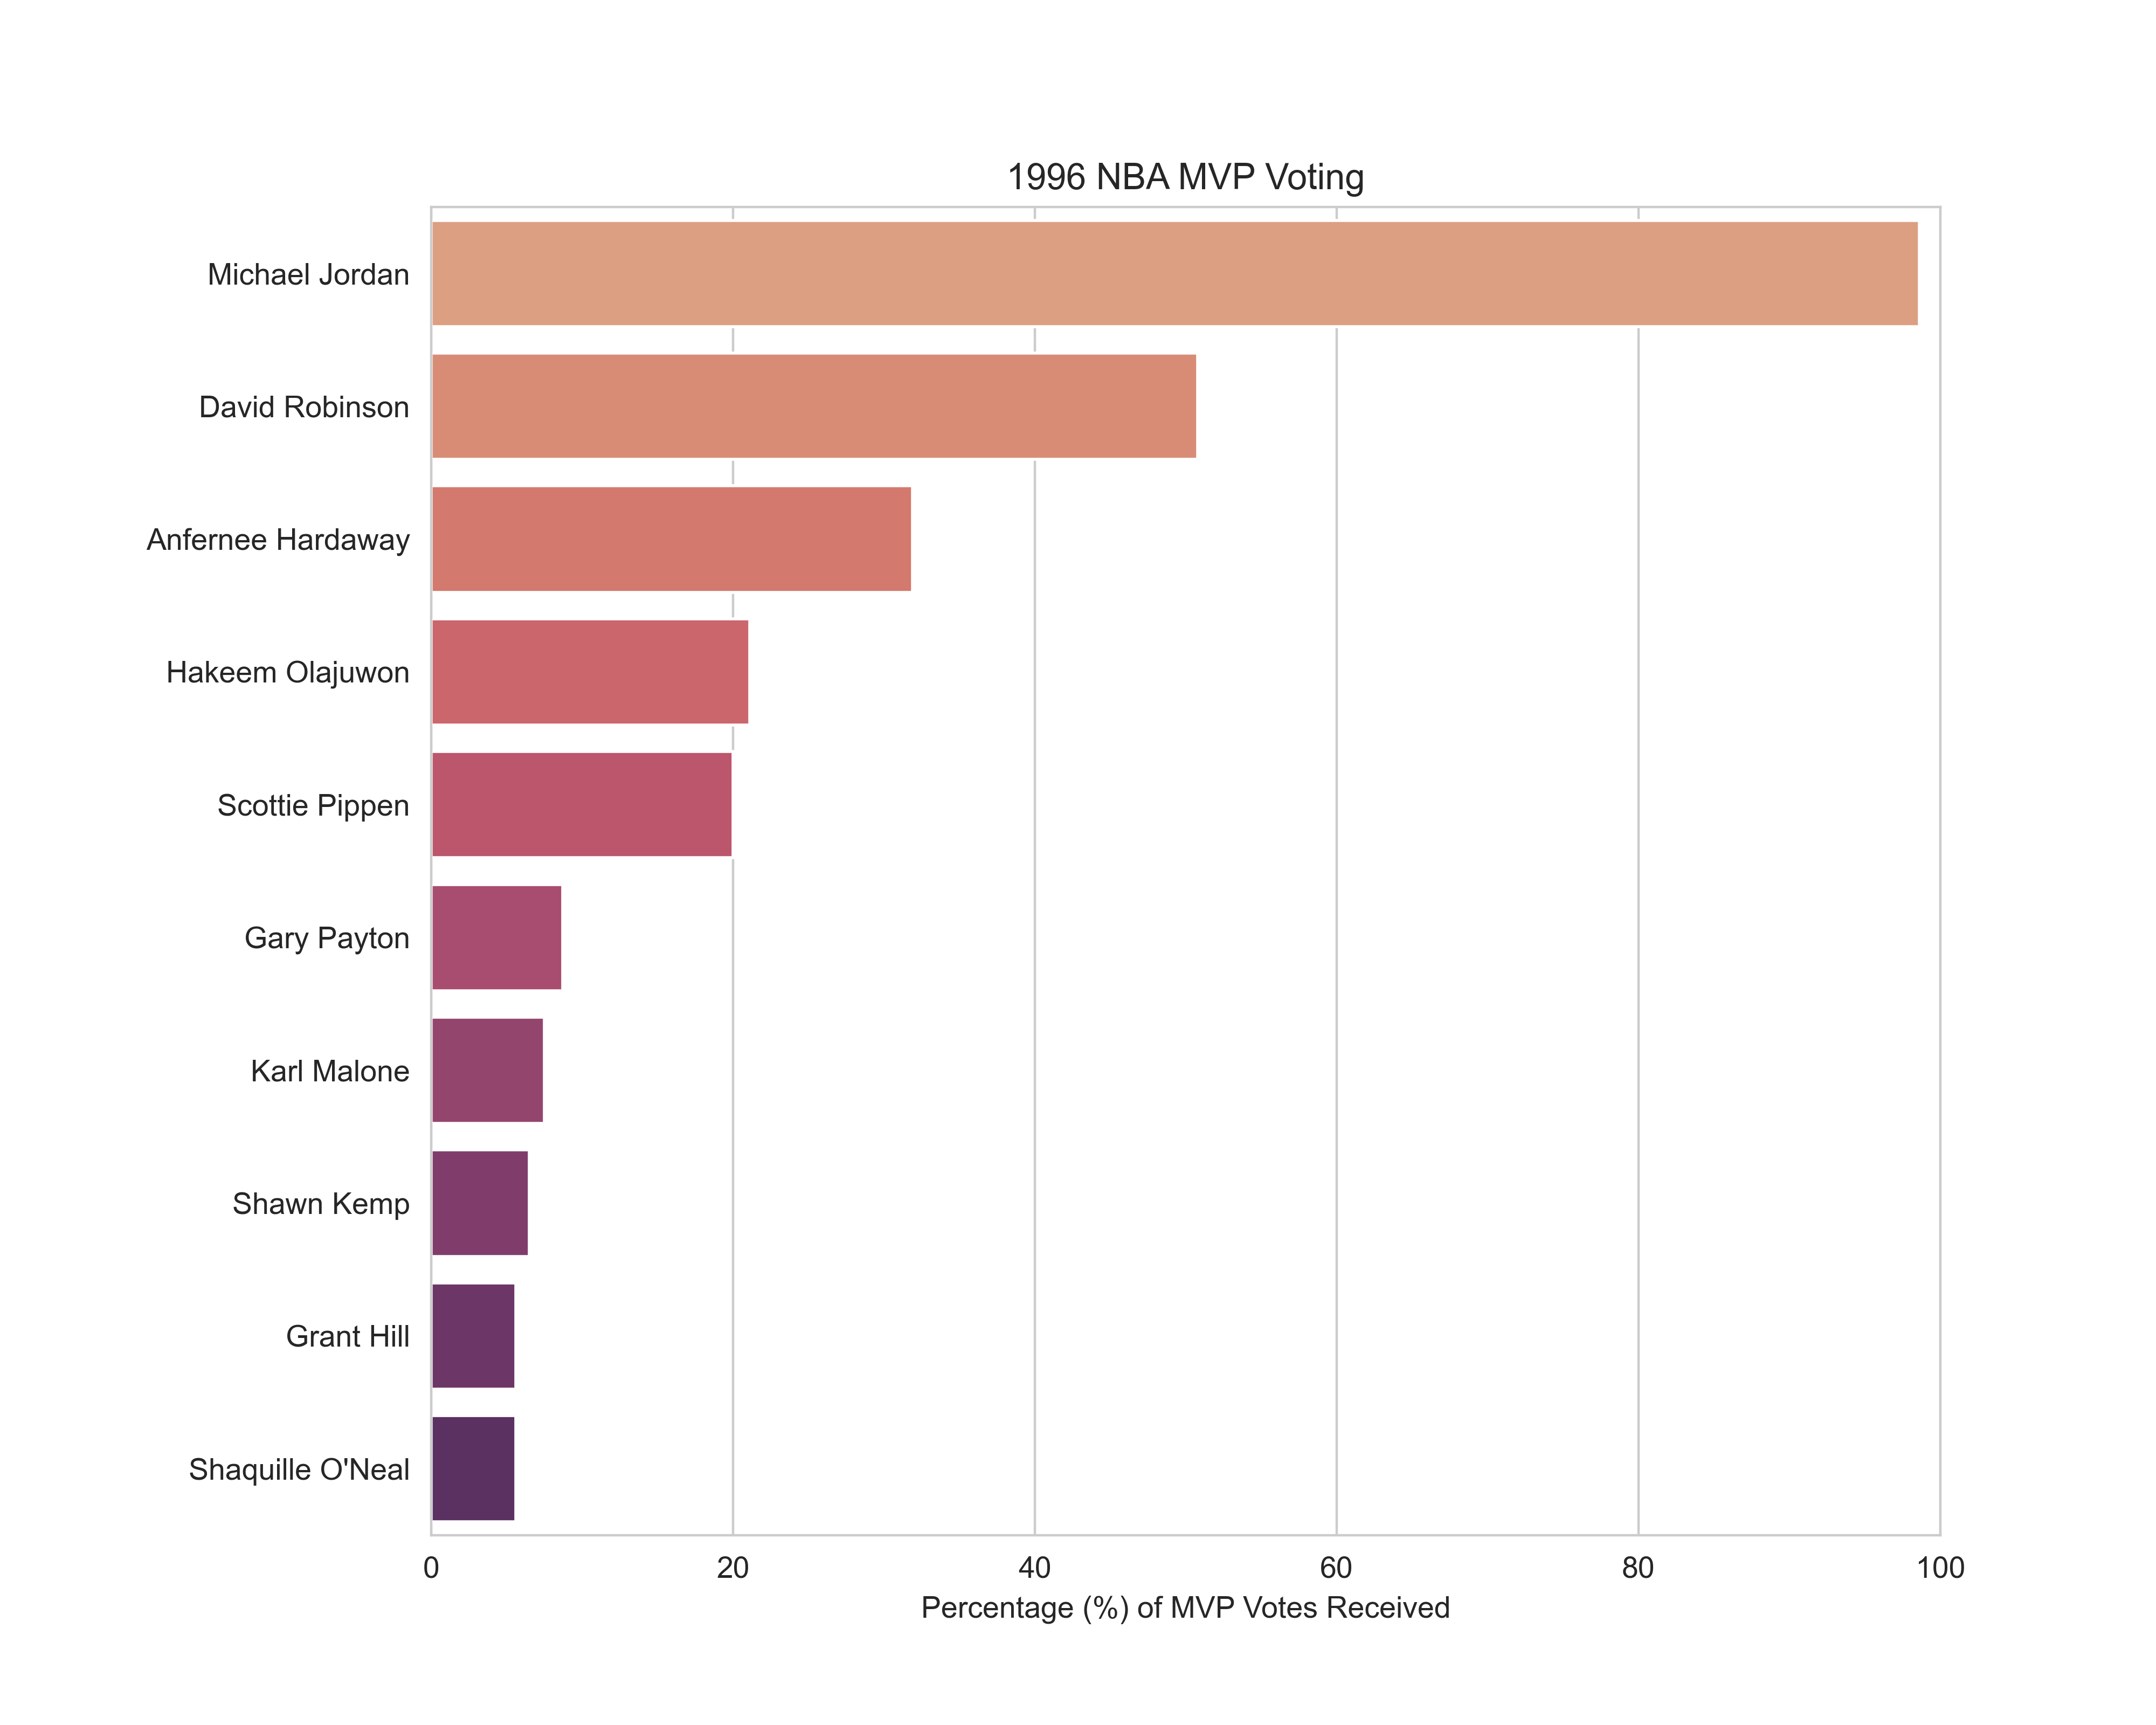 1996 NBA MVP Voting
Michael Jordan
David Robinson
Anfernee Hardaway
Hakeem Olajuwon
Scottie Pippen
Gary Payton
Karl Malone
Shawn Kemp
Grant Hill
Shaquille O'Neal
0 20 40 60 80 100
Percentage (%) of MVP Votes Received